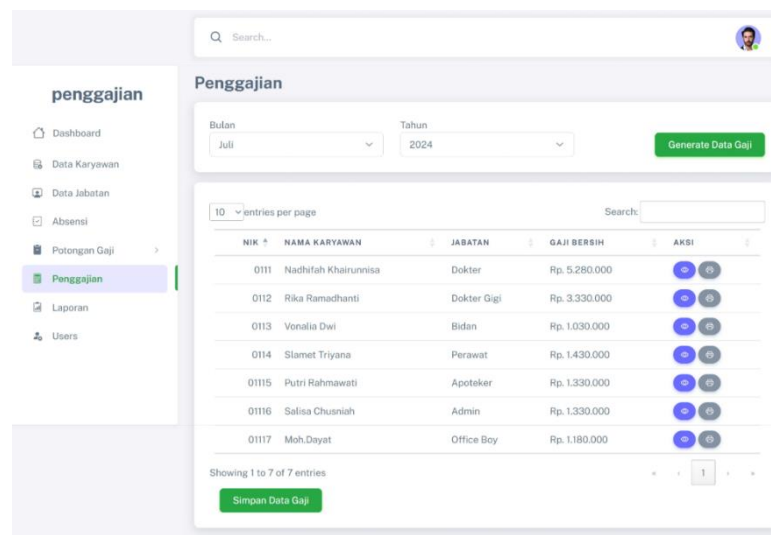 Search...
penggajian
Dashboard
Data Karyawan
Data Jabatan
Absensi
Potongan Gaji
Penggajian
Laporan
Users
Penggajian
Bulan Tahun
Juli 2024 Generate Data Gaji
10 entries per page Search:
NIK NAMA KARYAWAN JABATAN GAJI BERSIH AKSI
0111 Nadhifah Khairunnisa Dokter Rp. 5.280.000
0112 Rika Ramadhanti Dokter Gigi Rp. 3.330.000
0113 Vonalia Dwi Bidan Rp. 1.030.000
0114 Slamet Triyana Perawat Rp. 1.430.000
01115 Putri Rahmawati Apoteker Rp. 1.330.000
01116 Salisa Chusniah Admin Rp. 1.330.000
01117 Moh.Dayat Office Boy Rp. 1.180.000
Showing 1 to 7 of 7 entries « ‹ 1 › »
Simpan Data Gaji